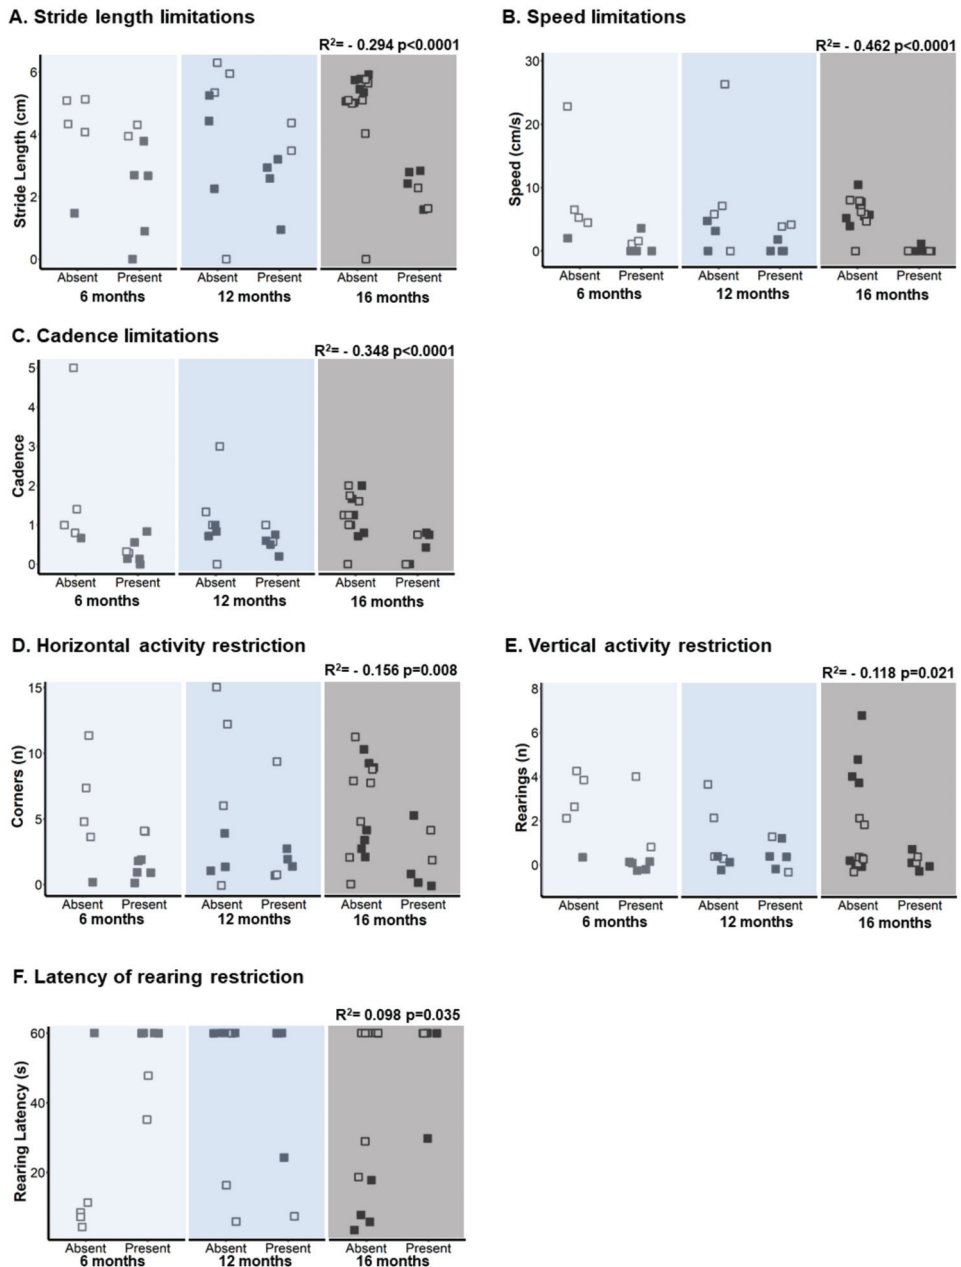 A. Stride length limitations
R²= - 0.294 p<0.0001
Stride Length (cm)
6
4
2
0
Absent Present Absent Present Absent Present
6 months 12 months 16 months
B. Speed limitations
R²= - 0.462 p<0.0001
Speed (cm/s)
30
20
10
0
Absent Present Absent Present Absent Present
6 months 12 months 16 months
C. Cadence limitations
R²= - 0.348 p<0.0001
Cadence
5
4
3
2
1
0
Absent Present Absent Present Absent Present
6 months 12 months 16 months
D. Horizontal activity restriction
R²= - 0.156 p=0.008
Corners (n)
15
10
5
0
Absent Present Absent Present Absent Present
6 months 12 months 16 months
E. Vertical activity restriction
R²= - 0.118 p=0.021
Rearings (n)
8
6
4
2
0
Absent Present Absent Present Absent Present
6 months 12 months 16 months
F. Latency of rearing restriction
R²= 0.098 p=0.035
Rearing Latency (s)
60
40
20
Absent Present Absent Present Absent Present
6 months 12 months 16 months